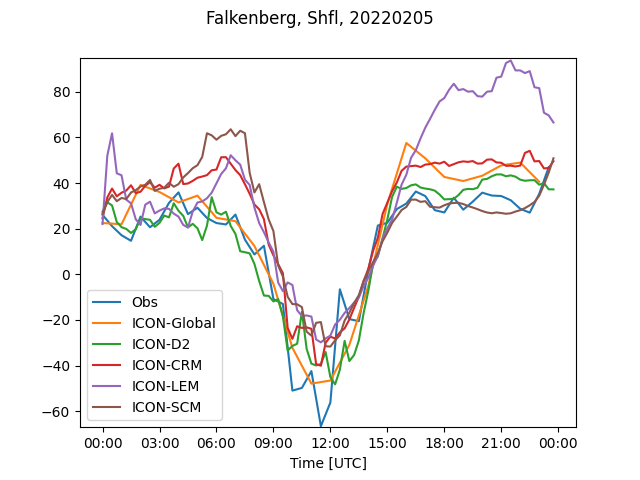 Falkenberg, Shfl, 20220205
80
60
40
20
0
−20
−40
−60
Obs
ICON-Global
ICON-D2
ICON-CRM
ICON-LEM
ICON-SCM
00:00 03:00 06:00 09:00 12:00 15:00 18:00 21:00 00:00
Time [UTC]